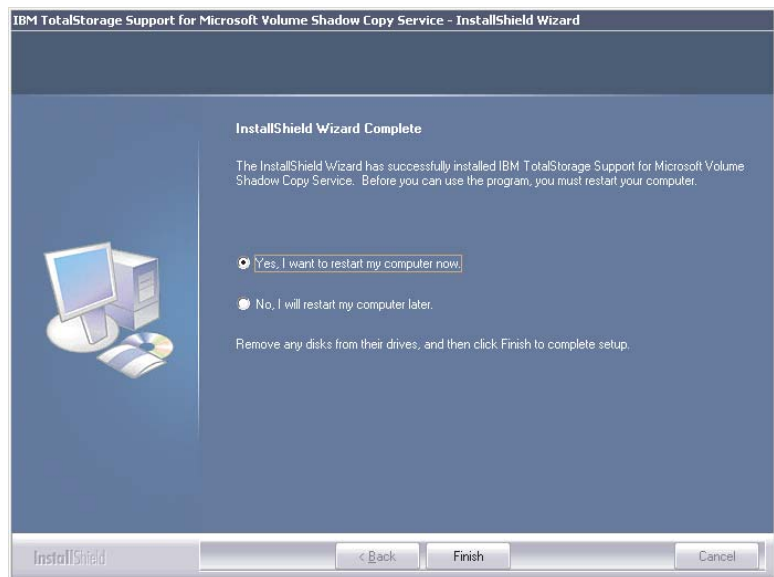 IBM TotalStorage Support for Microsoft Volume Shadow Copy Service - InstallShield Wizard
InstallShield Wizard Complete
The InstallShield Wizard has successfully installed IBM TotalStorage Support for Microsoft Volume
Shadow Copy Service. Before you can use the program, you must restart your computer.
Yes, I want to restart my computer now.
No, I will restart my computer later.
Remove any disks from their drives, and then click Finish to complete setup.
InstallShield
< Back
Finish
Cancel